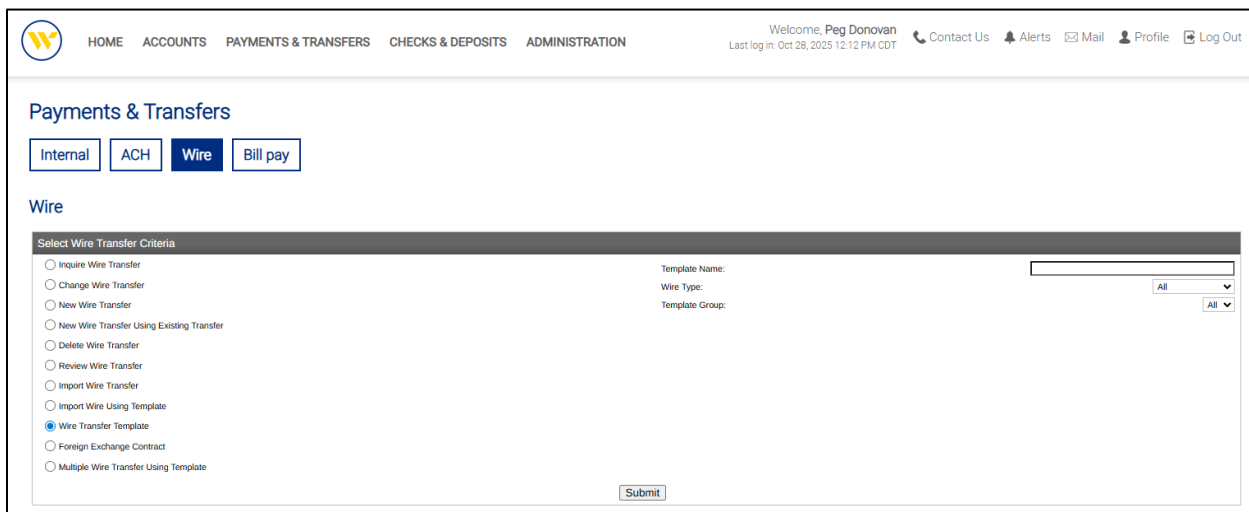 W
HOME ACCOUNTS PAYMENTS & TRANSFERS CHECKS & DEPOSITS ADMINISTRATION
Welcome, Peg Donovan
Last log in: Oct 28, 2025 12:12 PM CDT
Contact Us Alerts Mail Profile Log Out
Payments & Transfers
Internal ACH Wire Bill pay
Wire
Select Wire Transfer Criteria
Inquire Wire Transfer
Change Wire Transfer
New Wire Transfer
New Wire Transfer Using Existing Transfer
Delete Wire Transfer
Review Wire Transfer
Import Wire Transfer
Import Wire Using Template
Wire Transfer Template
Foreign Exchange Contract
Multiple Wire Transfer Using Template
Template Name:
Wire Type: All
Template Group: All
Submit